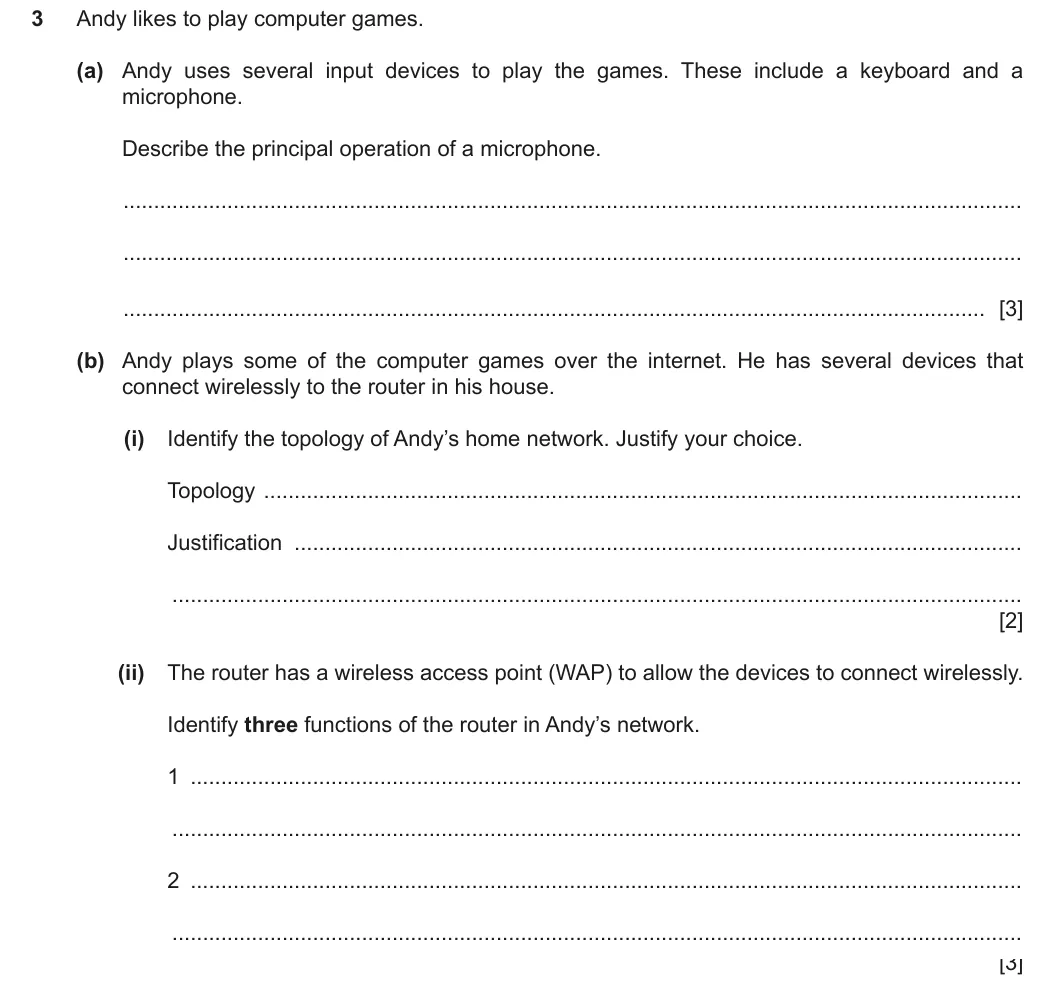 3 Andy likes to play computer games.
(a) Andy uses several input devices to play the games. These include a keyboard and a
microphone.
Describe the principal operation of a microphone.
..........................................................................................
..........................................................................................
.......................................................................................... [3]
(b) Andy plays some of the computer games over the internet. He has several devices that
connect wirelessly to the router in his house.
(i) Identify the topology of Andy’s home network. Justify your choice.
Topology ..........................................................................................
Justification ..........................................................................................
..........................................................................................
[2]
(ii) The router has a wireless access point (WAP) to allow the devices to connect wirelessly.
Identify three functions of the router in Andy’s network.
1 ..........................................................................................
..........................................................................................
2 ..........................................................................................
..........................................................................................
[3]